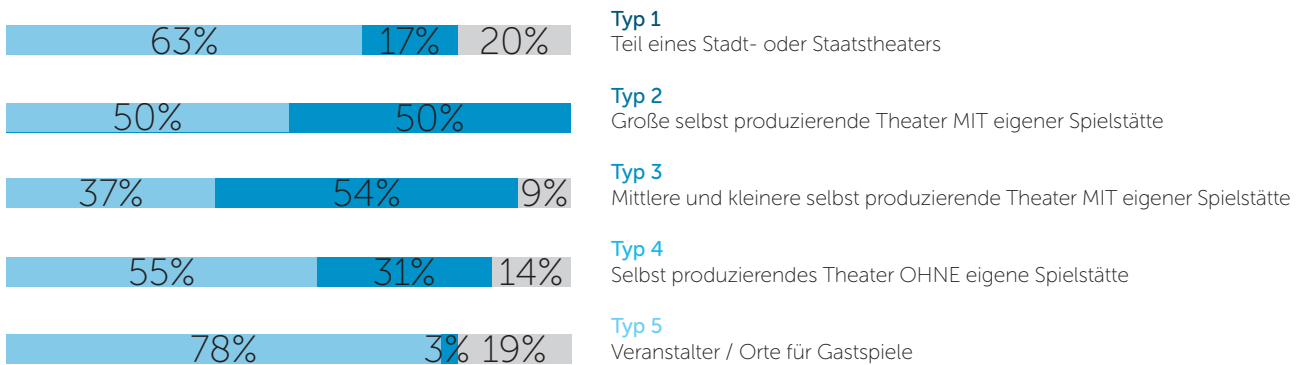 63% 17% 20%
Typ 1
Teil eines Stadt- oder Staatstheaters
50% 50%
Typ 2
Große selbst produzierende Theater MIT eigener Spielstätte
37% 54% 9%
Typ 3
Mittlere und kleinere selbst produzierende Theater MIT eigener Spielstätte
55% 31% 14%
Typ 4
Selbst produzierendes Theater OHNE eigene Spielstätte
78% 3% 19%
Typ 5
Veranstalter / Orte für Gastspiele